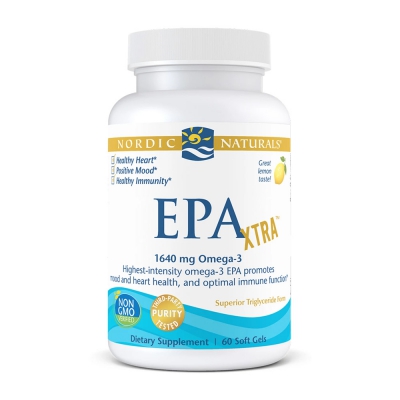 NORDIC NATURALS®
Healthy Heart*
Positive Mood*
Healthy Immunity*
Great
lemon
taste!
EPA
XTRA™
1640 mg Omega-3
Highest-intensity omega-3 EPA promotes
mood and heart health, and optimal immune function*
Superior Triglyceride Form
NON
GMO
VERIFIED
THIRD-PARTY
PURITY
TESTED
Dietary Supplement | 60 Soft Gels